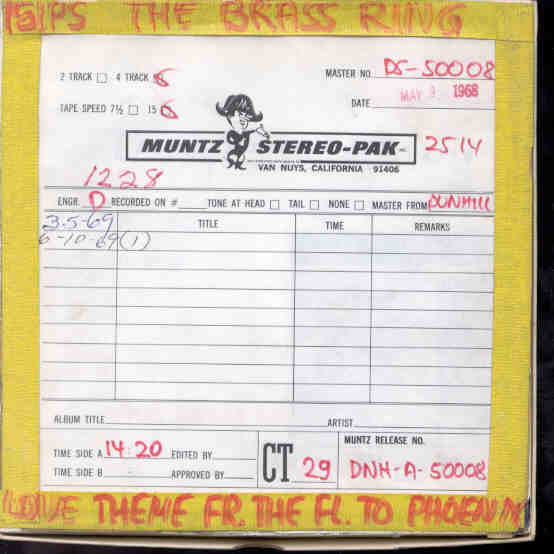 15IPS THE BRASS RING
2 TRACK 4 TRACK
MASTER NO. DS-50008
TAPE SPEED 7½ 15
DATE MAY 9 1968
MUNTZ STEREO-PAK INC.
2514
VAN NUYS, CALIFORNIA 91406
1228
ENGR. D RECORDED ON # TONE AT HEAD TAIL NONE MASTER FROM DUNHILL
3-5-69 TITLE TIME REMARKS
6-10-69 (1)
ALBUM TITLE ARTIST
TIME SIDE A 14:20 EDITED BY
TIME SIDE B APPROVED BY
CT 29
MUNTZ RELEASE NO.
DNH-A-50008
LOVE THEME FR. THE FL. TO PHOENIX